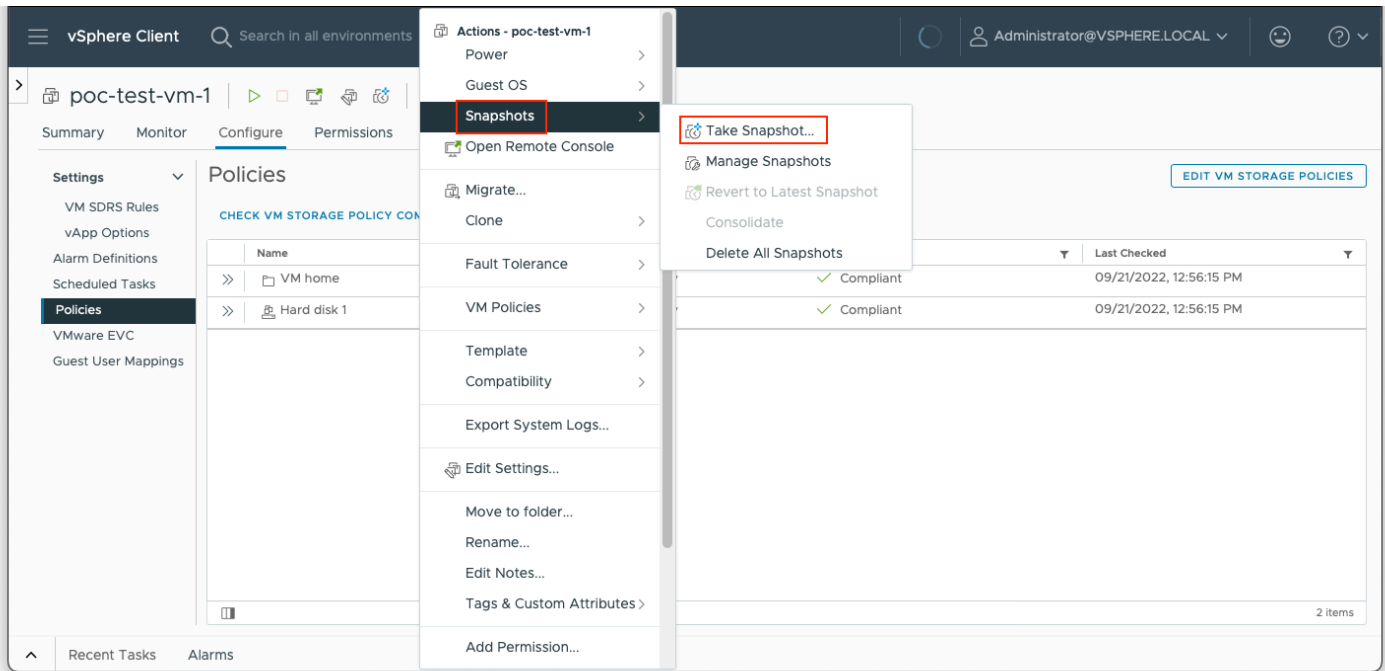 vSphere Client
Search in all environments
Administrator@VSPHERE.LOCAL
poc-test-vm-1
Summary
Monitor
Configure
Permissions
Settings
VM SDRS Rules
vApp Options
Alarm Definitions
Scheduled Tasks
Policies
VMware EVC
Guest User Mappings
Policies
EDIT VM STORAGE POLICIES
CHECK VM STORAGE POLICY
Name
Last Checked
VM home
Compliant
09/21/2022, 12:56:15 PM
Hard disk 1
Compliant
09/21/2022, 12:56:15 PM
2 items
Actions - poc-test-vm-1
Power
Guest OS
Snapshots
Open Remote Console
Migrate...
Clone
Fault Tolerance
VM Policies
Template
Compatibility
Export System Logs...
Edit Settings...
Move to folder...
Rename...
Edit Notes...
Tags & Custom Attributes
Add Permission...
Take Snapshot...
Manage Snapshots
Revert to Latest Snapshot
Consolidate
Delete All Snapshots
Recent Tasks
Alarms